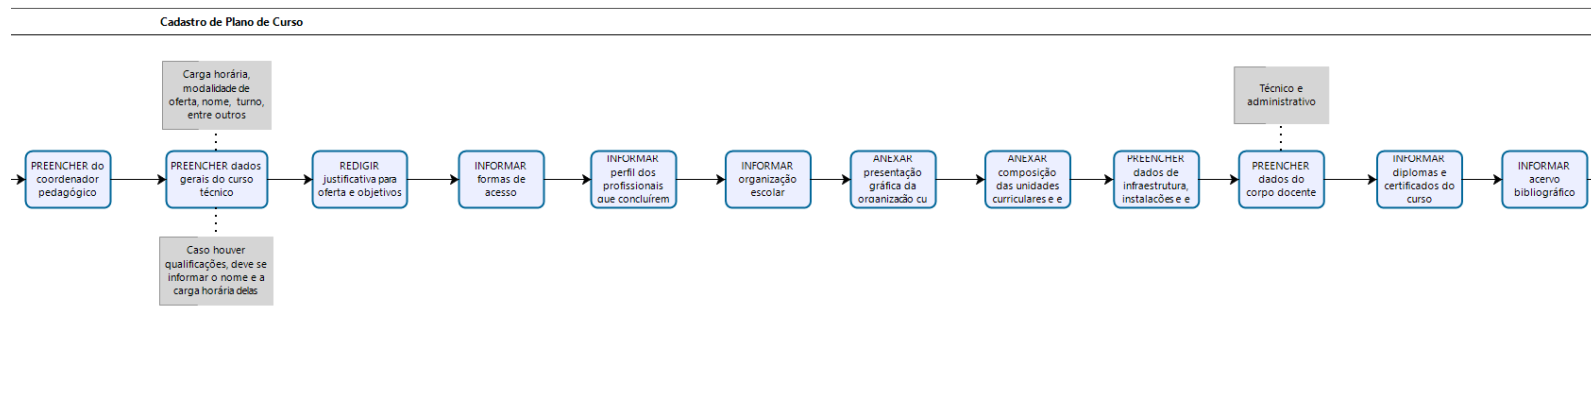 Cadastro de Plano de Curso
Carga horária,
modalidade de
oferta, nome, turno,
entre outros
Técnico e
administrativo
PREENCHER do
coordenador
pedagógico
PREENCHER dados
gerais do curso
técnico
REDIGIR
justificativa para
oferta e objetivos
INFORMAR
formas de
acesso
INFORMAR
perfil dos
profissionais
que concluírem
INFORMAR
organização
escolar
ANEXAR
presentação
gráfica da
organização cu
ANEXAR
composição
das unidades
curriculares e e
PREENCHER
dados de
infraestrutura,
instalações e e
PREENCHER
dados do
corpo docente
INFORMAR
diplomas e
certificados do
curso
INFORMAR
acervo
bibliográfico
Caso houver
qualificações, deve se
informar o nome e a
carga horária delas